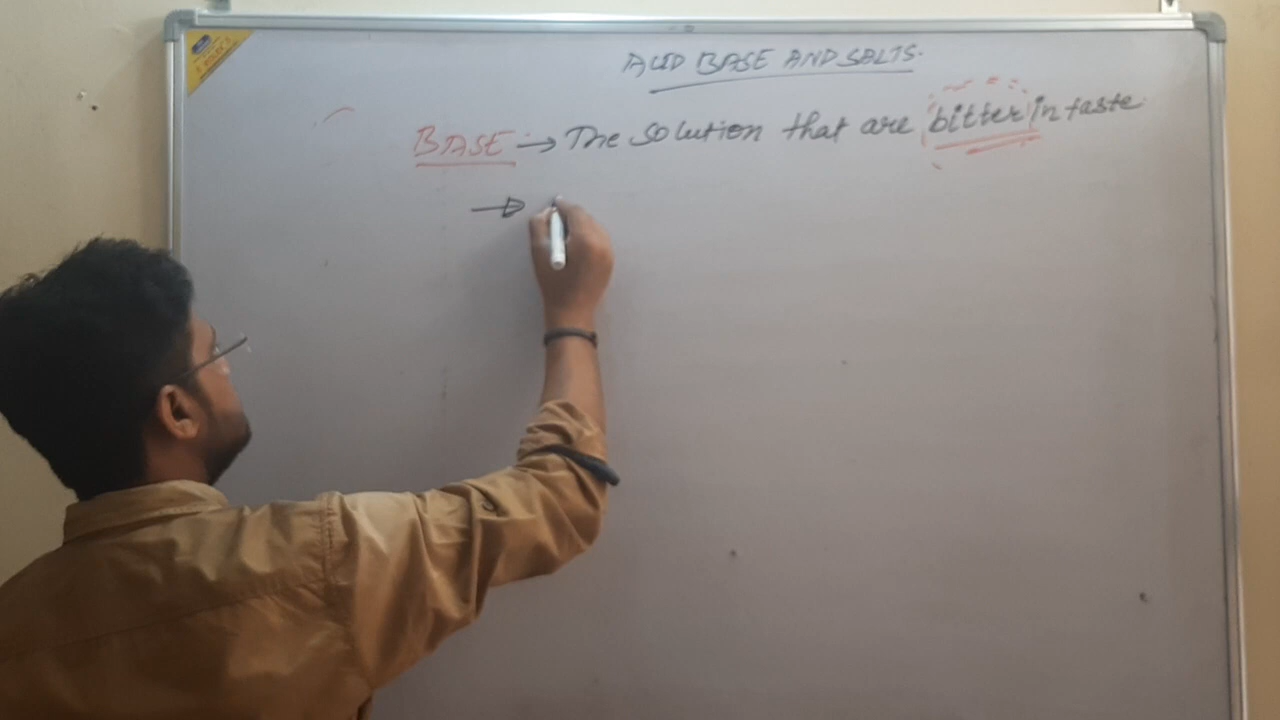 ACID BASE AND SALTS.
BASE → The solution that are bitter in taste
→